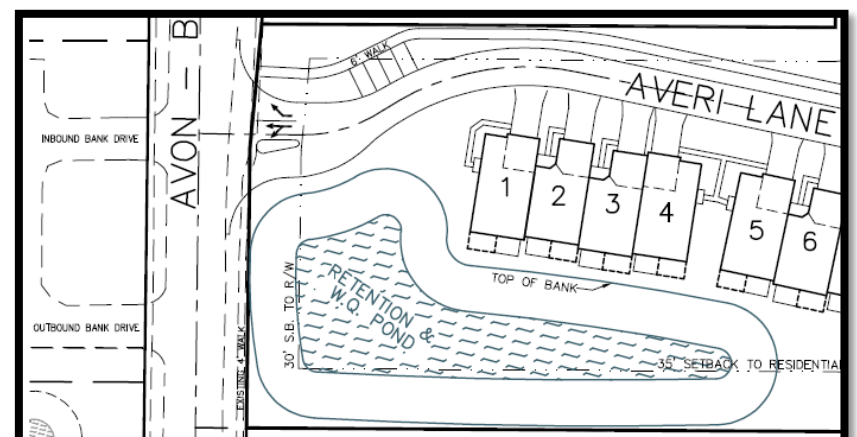 AVON - B
6' WALK
AVERI LANE
INBOUND BANK DRIVE
1
2
3
4
5
6
TOP OF BANK
RETENTION &
W.Q. POND
30' S.B. TO R/W
OUTBOUND BANK DRIVE
EXISTING 4' WALK
35' SETBACK TO RESIDENTIA